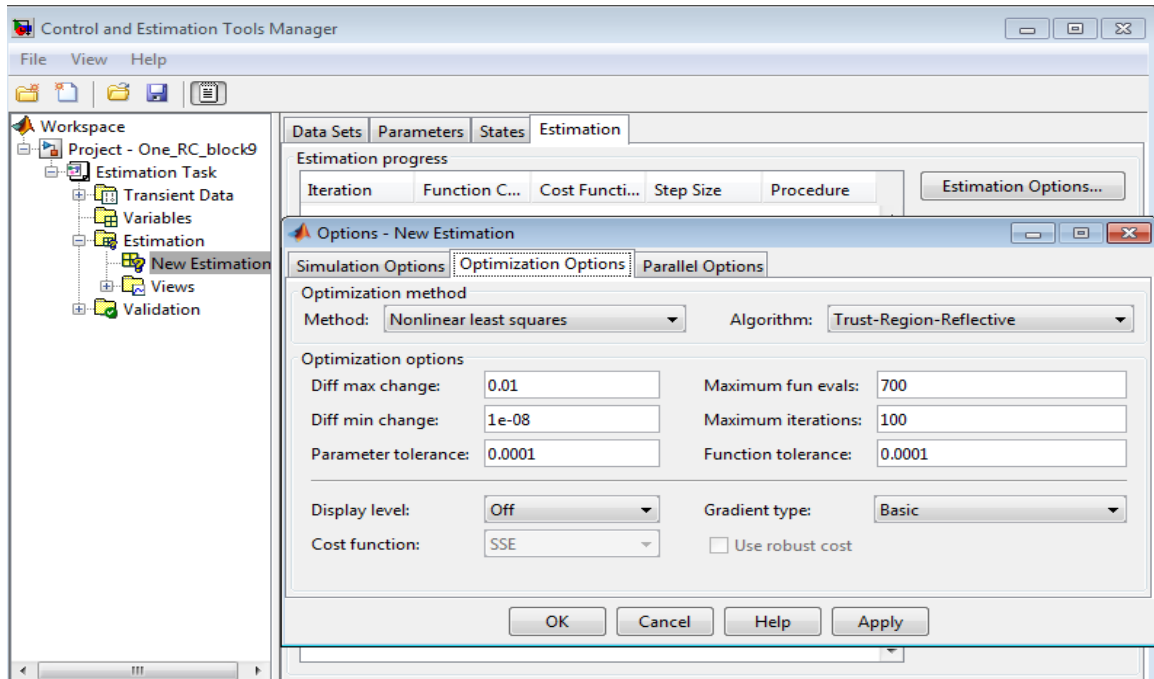 Control and Estimation Tools Manager
File View Help
Workspace
Project - One_RC_block9
Estimation Task
Transient Data
Variables
Estimation
New Estimation
Views
Validation
Data Sets Parameters States Estimation
Estimation progress
Iteration Function C... Cost Functi... Step Size Procedure
Estimation Options...
Options - New Estimation
Simulation Options Optimization Options Parallel Options
Optimization method
Method: Nonlinear least squares Algorithm: Trust-Region-Reflective
Optimization options
Diff max change: 0.01 Maximum fun evals: 700
Diff min change: 1e-08 Maximum iterations: 100
Parameter tolerance: 0.0001 Function tolerance: 0.0001
Display level: Off Gradient type: Basic
Cost function: SSE Use robust cost
OK Cancel Help Apply